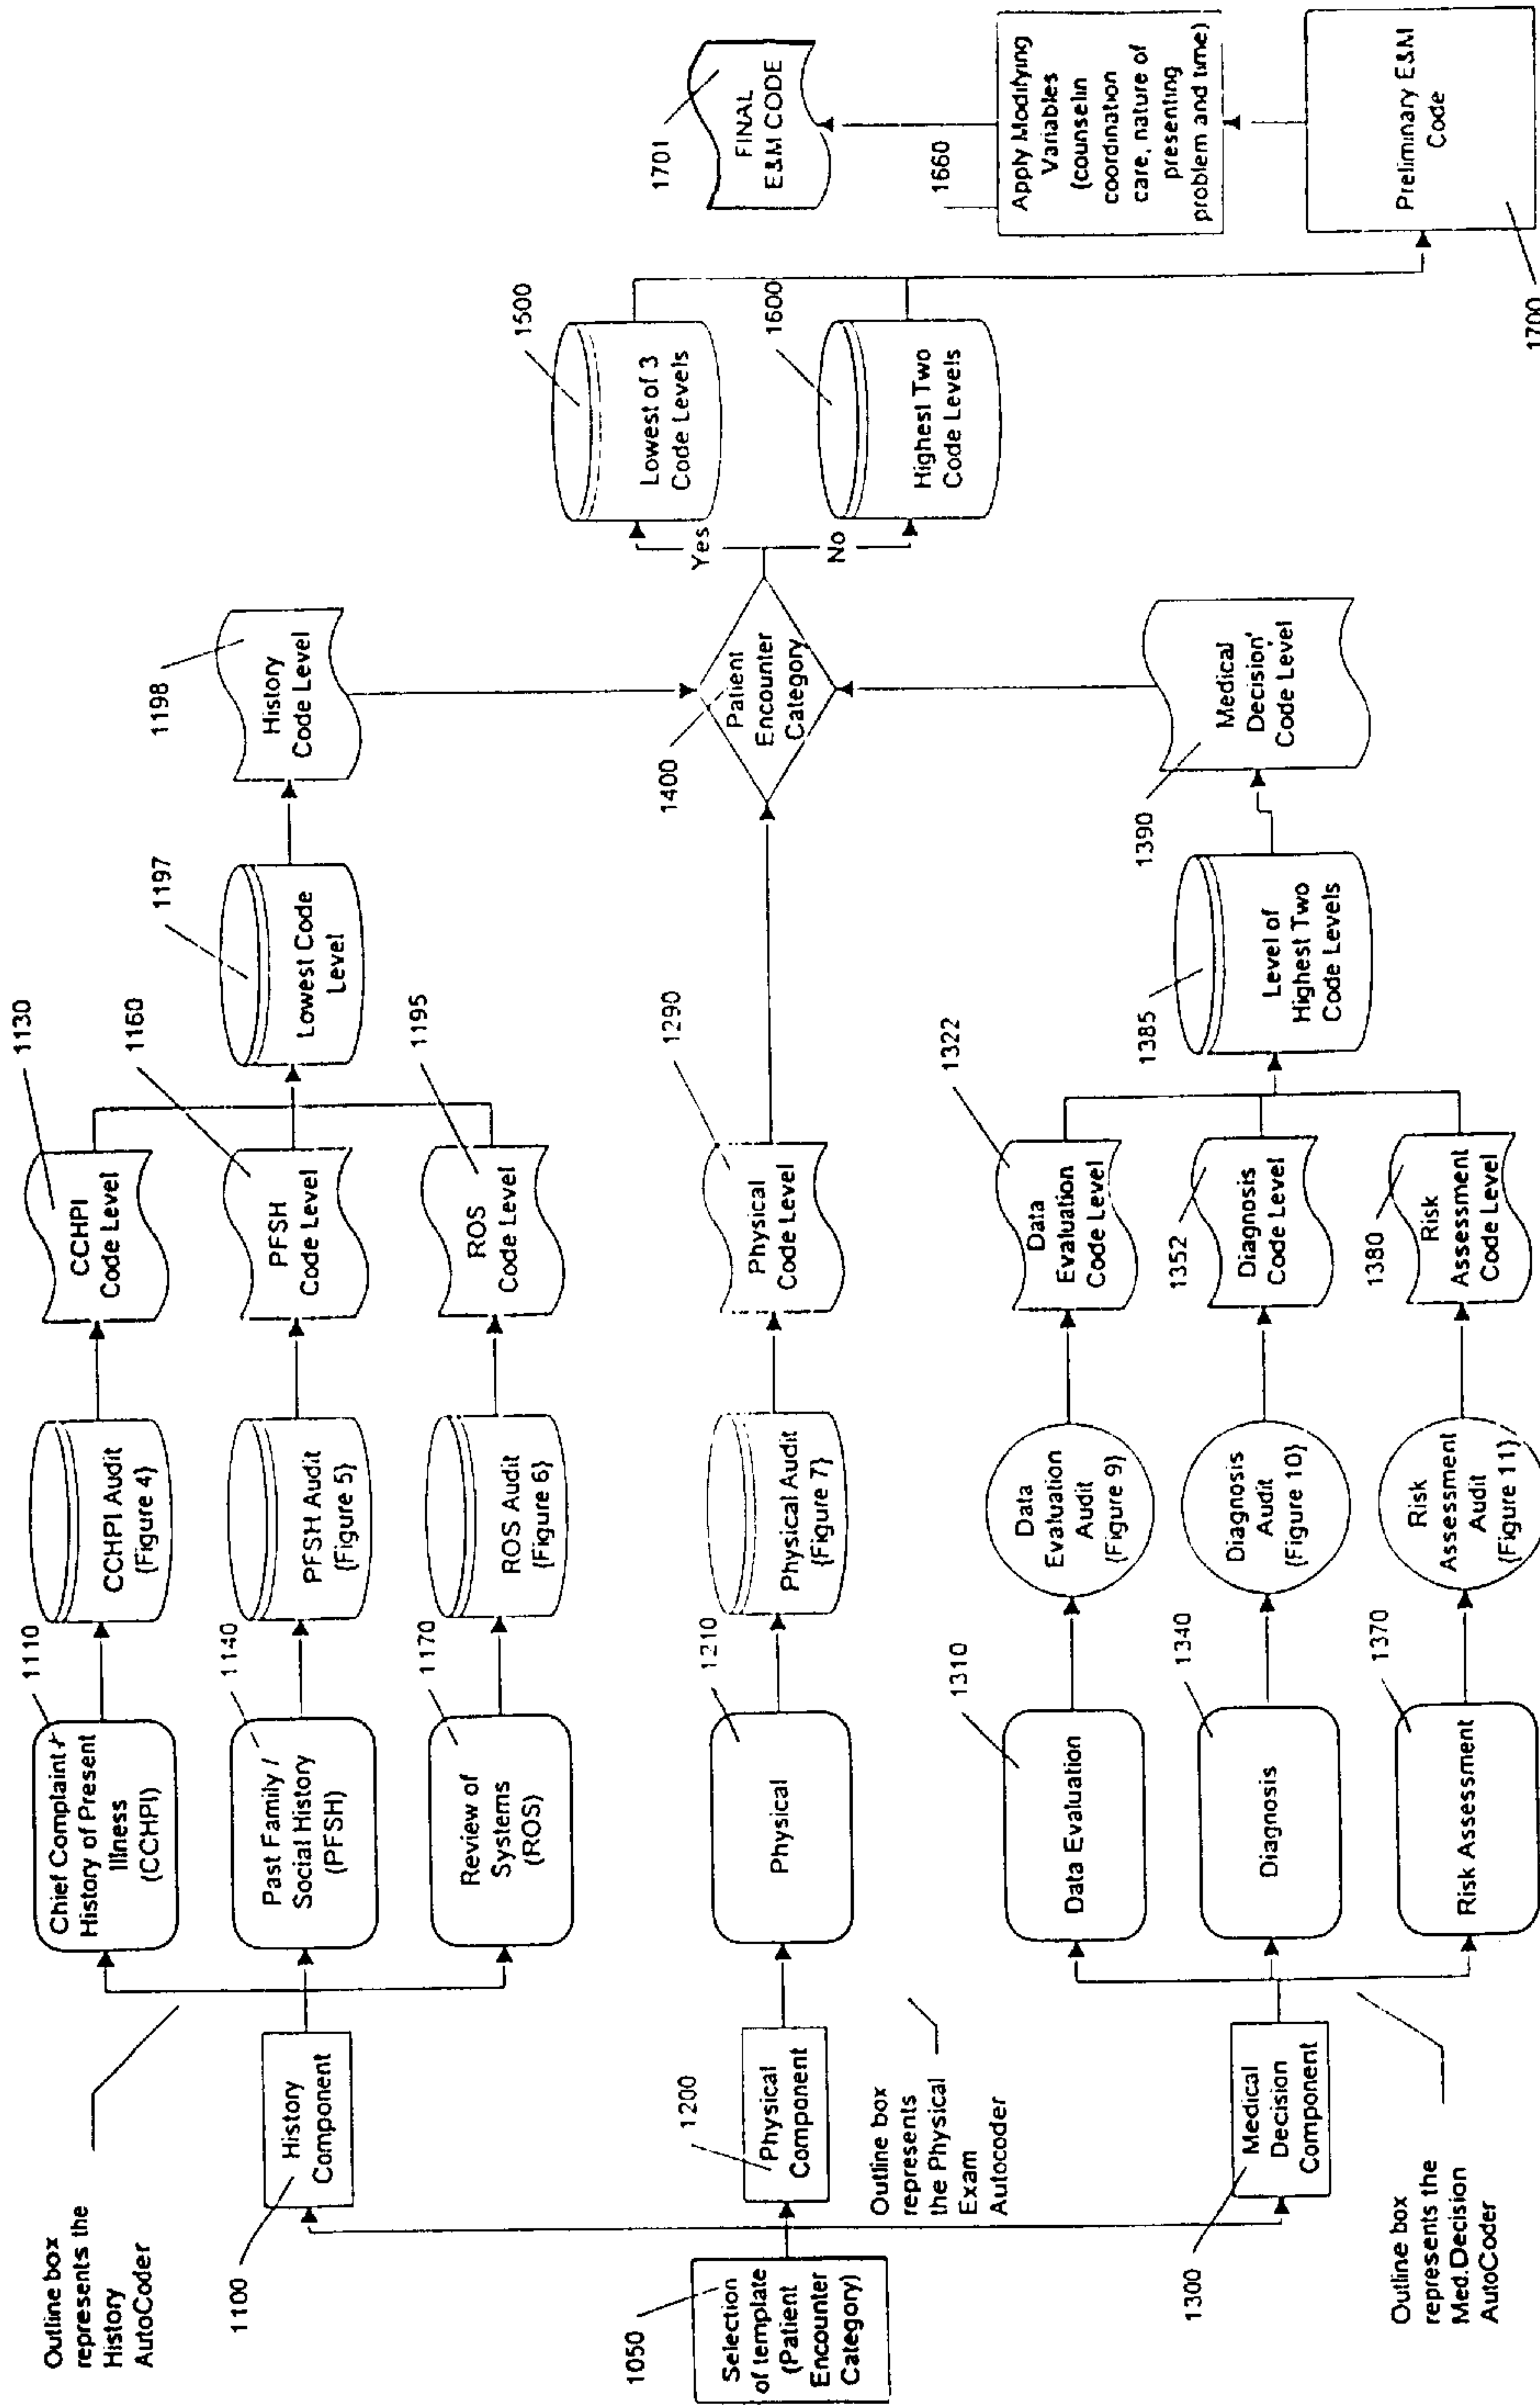 Outline box
represents the
History
AutoCoder
1050
Selection
of template
(Patient
Encounter
Category)
1100
History
Component
1200
Physical
Component
Outline box
represents
the Physical
Exam
Autocoder
1300
Medical
Decision
Component
Outline box
represents the
Med.Decision
AutoCoder
1110
Chief Complaint
History of Present
Illness
(CCHPI)
CCHPI Audit
(Figure 4)
1130
CCHPI
Code Level
1140
Past Family /
Social History
(PFSH)
PFSH Audit
(Figure 5)
1160
PFSH
Code Level
1170
Review of
Systems
(ROS)
ROS Audit
(Figure 6)
1195
ROS
Code Level
1197
Lowest Code
Level
1198
History
Code Level
1210
Physical
Physical Audit
(Figure 7)
1290
Physical
Code Level
1310
Data Evaluation
Data
Evaluation
Audit
(Figure 9)
1322
Data
Evaluation
Code Level
1340
Diagnosis
Diagnosis
Audit
(Figure 10)
1352
Diagnosis
Code Level
1370
Risk Assessment
Risk
Assessment
Audit
(Figure 11)
1380
Risk
Assessment
Code Level
1385
Level of
Highest Two
Code Levels
1390
Medical
Decision'
Code Level
1400
Patient
Encounter
Category
Yes
No
1500
Lowest of 3
Code Levels
1600
Highest Two
Code Levels
1701
FINAL
E&M CODE
1660
Apply Modifying
Variables
(counselin
coordination
care, nature of
presenting
problem and time)
Preliminary E&M
Code
1700